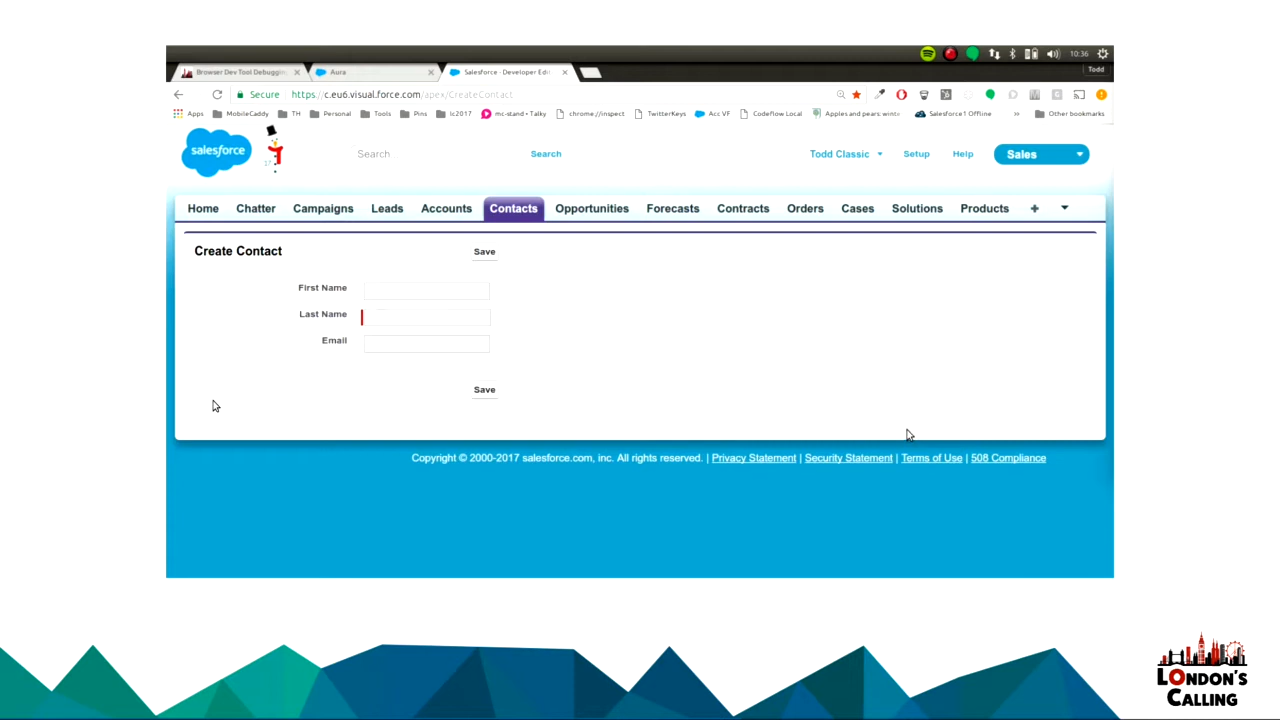 10:36
Browser Dev Tool Debuggin
Aura
Salesforce - Developer Edi
Todd
Secure https://c.eu6.visual.force.com/apex/CreateContact
Apps MobileCaddy TH Personal Tools Pins lc2017 mc-stand • Talky chrome://inspect TwitterKeys Acc VF CodeFlow Local Apples and pears: wint Salesforce1 Offline » Other bookmarks
salesforce
17
Search
Search
Todd Classic
Setup
Help
Sales
Home Chatter Campaigns Leads Accounts Contacts Opportunities Forecasts Contracts Orders Cases Solutions Products +
Create Contact
Save
First Name
Last Name
Email
Save
Copyright © 2000-2017 salesforce.com, inc. All rights reserved. | Privacy Statement | Security Statement | Terms of Use | 508 Compliance
LONDON'S
CALLING